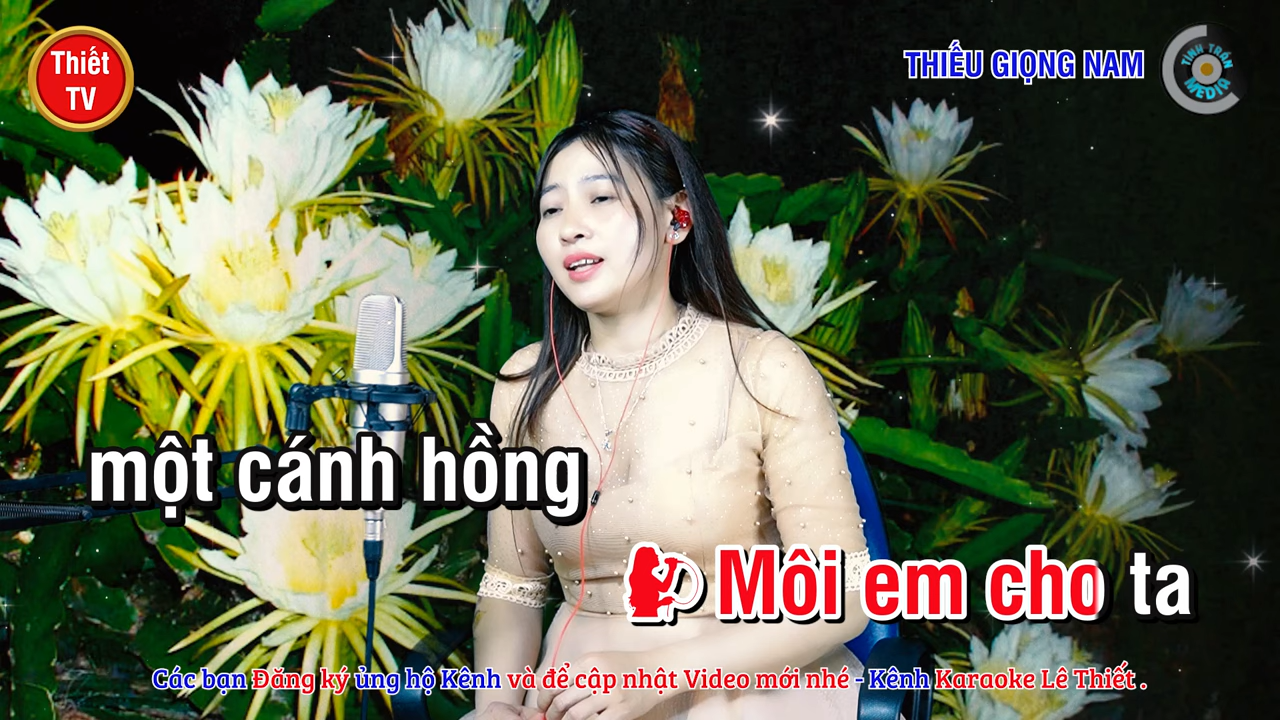 Thiết
TV
THIẾU GIỌNG NAM
TÌNH TRẦN
MEDIA
một cánh hồng
Môi em cho ta
Các bạn Đăng ký ủng hộ Kênh và để cập nhật Video mới nhé - Kênh Karaoke Lê Thiết .